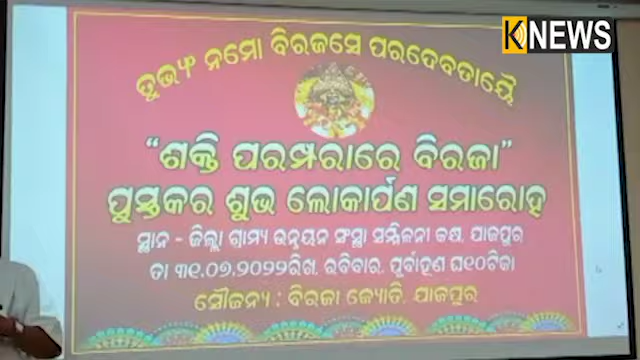 K NEWS
ତୁଭ୍ୟଂ ନମୋ ବିରଜସେ ପରଦେବତାୟୈ
“ଶକ୍ତି ପରମ୍ପରାରେ ବିରଜା”
ପୁସ୍ତକର ଶୁଭ ଲୋକାର୍ପଣ ସମାରୋହ
ସ୍ଥାନ - ଜିଲ୍ଲା ଗ୍ରାମ୍ୟ ଉନ୍ନୟନ ସଂସ୍ଥା ସମ୍ମିଳନୀ କକ୍ଷ, ଯାଜପୁର
ତା ୩୧.୦୭.୨୦୨୨ରିଖ, ରବିବାର, ପୂର୍ବାହ୍ଣ ଘ୧୦ଟିକା
ସୌଜନ୍ୟ : ବିରଜା ଜ୍ୟୋତି, ଯାଜପୁର